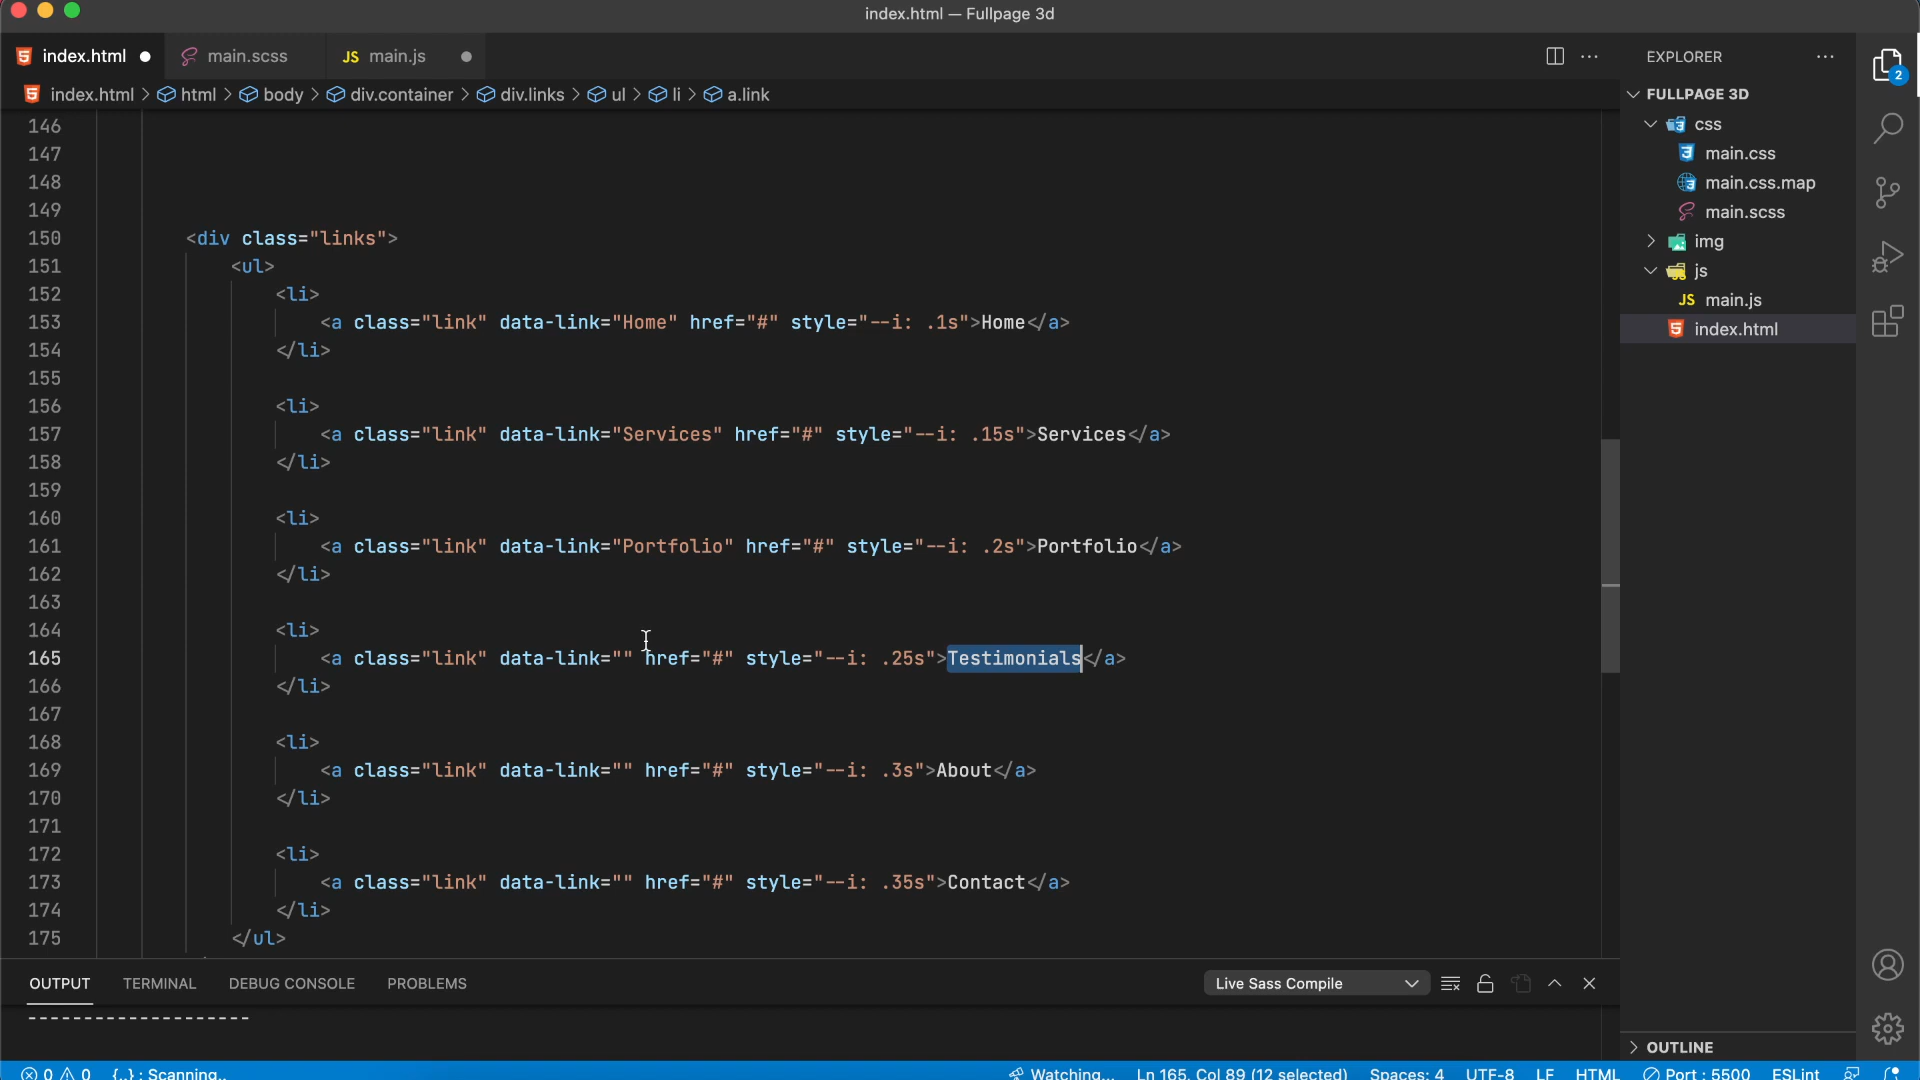 index.html — Fullpage 3d
index.html main.scss JS main.js
index.html > html > body > div.container > div.links > ul > li > a.link
146
147
148
149
150 <div class="links">
151 <ul>
152 <li>
153 <a class="link" data-link="Home" href="#" style="--i: .1s">Home</a>
154 </li>
155
156 <li>
157 <a class="link" data-link="Services" href="#" style="--i: .15s">Services</a>
158 </li>
159
160 <li>
161 <a class="link" data-link="Portfolio" href="#" style="--i: .2s">Portfolio</a>
162 </li>
163
164 <li>
165 <a class="link" data-link="" href="#" style="--i: .25s">Testimonials</a>
166 </li>
167
168 <li>
169 <a class="link" data-link="" href="#" style="--i: .3s">About</a>
170 </li>
171
172 <li>
173 <a class="link" data-link="" href="#" style="--i: .35s">Contact</a>
174 </li>
175 </ul>
OUTPUT TERMINAL DEBUG CONSOLE PROBLEMS Live Sass Compile
--------------------
EXPLORER
FULLPAGE 3D
css
main.css
main.css.map
main.scss
img
js
JS main.js
index.html
OUTLINE
2
0 0 {..} : Scanning.. Watching... Ln 165, Col 89 (12 selected) Spaces: 4 UTF-8 LF HTML Port : 5500 ESLint